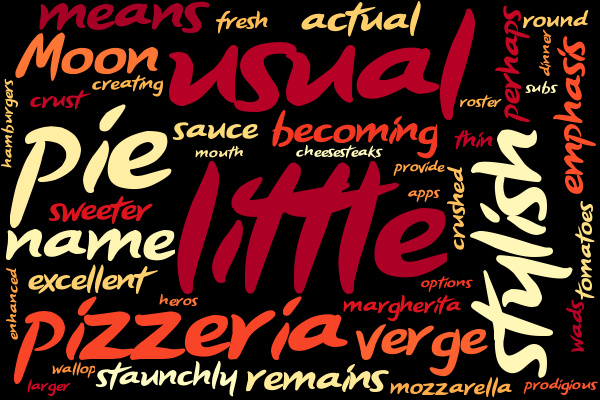 means
fresh
actual
round
Moon
usual
perhaps
dinner
creating
subs
crust
roster
emphasis
hamburgers
pie
sauce
becoming
thin
mouth
cheesesteaks
provide
stylish
little
apps
crushed
sweeter
name
tomatoes
excellent
options
enhanced
heros
margherita
pizzeria
verge
wads
wallop
staunchly
remains
larger
mozzarella
prodigious